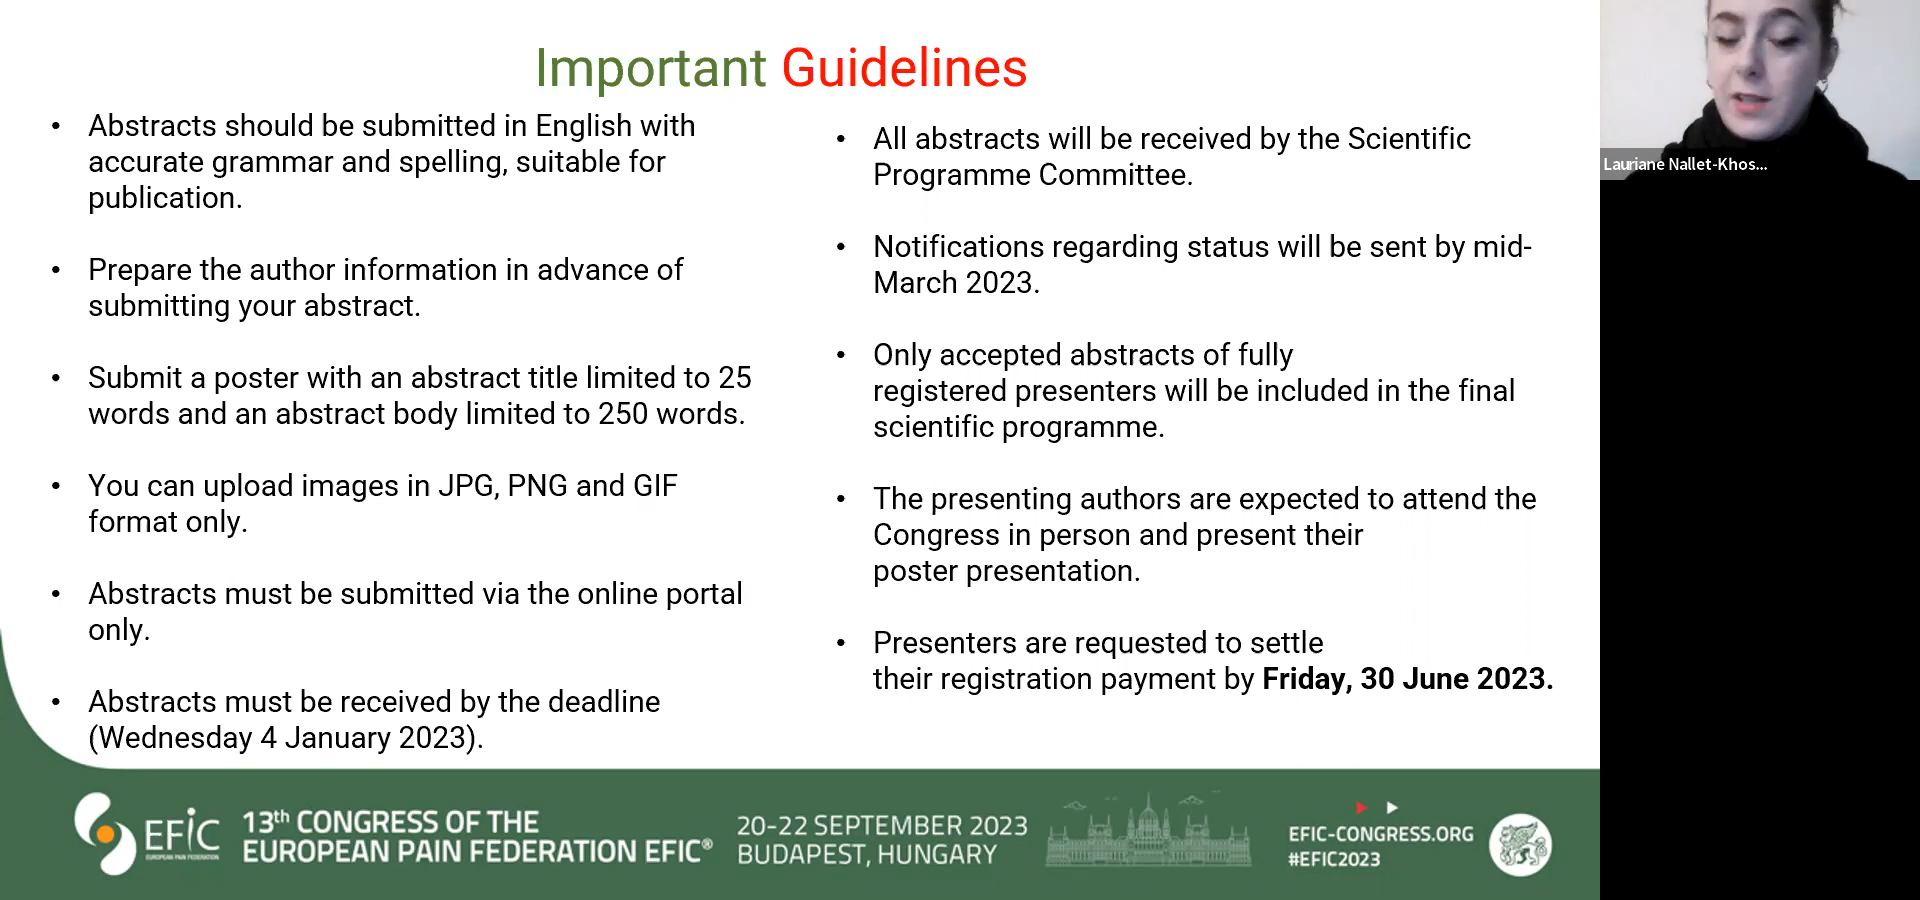 Important Guidelines
• Abstracts should be submitted in English with
accurate grammar and spelling, suitable for
publication.
• Prepare the author information in advance of
submitting your abstract.
• Submit a poster with an abstract title limited to 25
words and an abstract body limited to 250 words.
• You can upload images in JPG, PNG and GIF
format only.
• Abstracts must be submitted via the online portal
only.
• Abstracts must be received by the deadline
(Wednesday 4 January 2023).
• All abstracts will be received by the Scientific
Programme Committee.
• Notifications regarding status will be sent by mid-
March 2023.
• Only accepted abstracts of fully
registered presenters will be included in the final
scientific programme.
• The presenting authors are expected to attend the
Congress in person and present their
poster presentation.
• Presenters are requested to settle
their registration payment by Friday, 30 June 2023.
Lauriane Nallet-Khos...
EFIC
EUROPEAN PAIN FEDERATION
13th CONGRESS OF THE
EUROPEAN PAIN FEDERATION EFIC®
20-22 SEPTEMBER 2023
BUDAPEST, HUNGARY
EFIC-CONGRESS.ORG
#EFIC2023